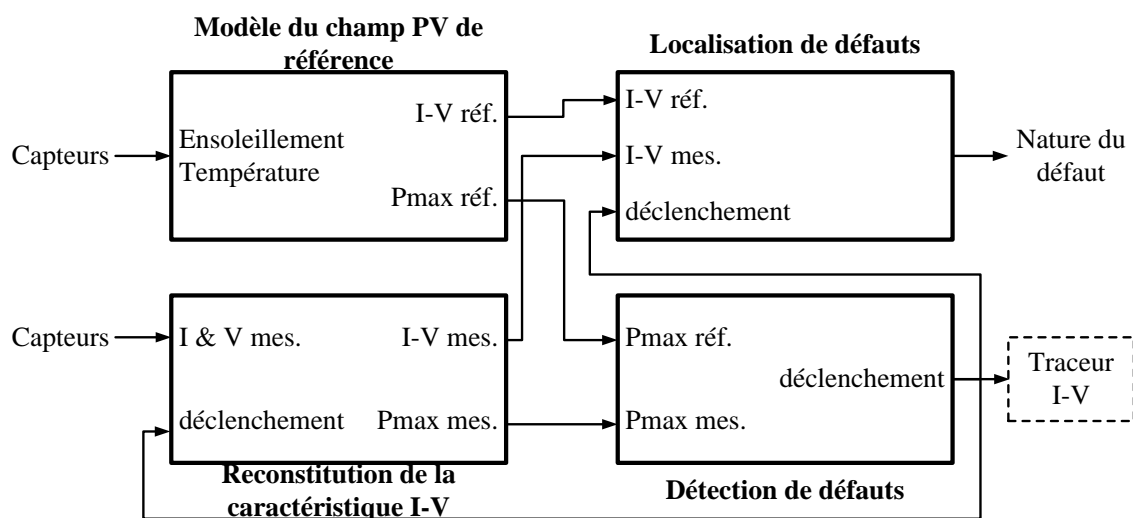 Modèle du champ PV de
référence
Capteurs
Ensoleillement
Température
I-V réf.
Pmax réf.
Localisation de défauts
I-V réf.
I-V mes.
déclenchement
Nature du
défaut
Capteurs
I & V mes.
déclenchement
I-V mes.
Pmax mes.
Reconstitution de la
caractéristique I-V
Pmax réf.
Pmax mes.
déclenchement
Détection de défauts
Traceur
I-V